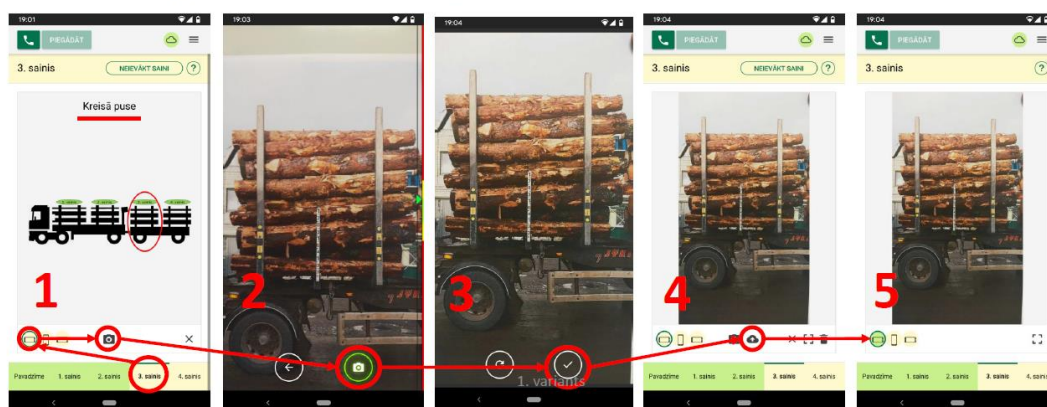 19:01
PIEGĀDĀT
3. sainis
NEIEVĀKT SAINI
?
Kreisā puse
1
Pavadzīme 1. sainis 2. sainis 3. sainis 4. sainis
19:03
2
19:04
3
1. variants
19:04
PIEGĀDĀT
3. sainis
NEIEVĀKT SAINI
?
4
Pavadzīme 1. sainis 2. sainis 3. sainis 4. sainis
19:04
PIEGĀDĀT
3. sainis
?
5
Pavadzīme 1. sainis 2. sainis 3. sainis 4. sainis